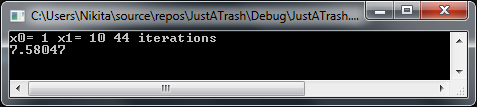 C:\Users\Nikita\source\repos\JustATrash\Debug\JustATrash....
x0= 1 x1= 10 44 iterations
7.58047